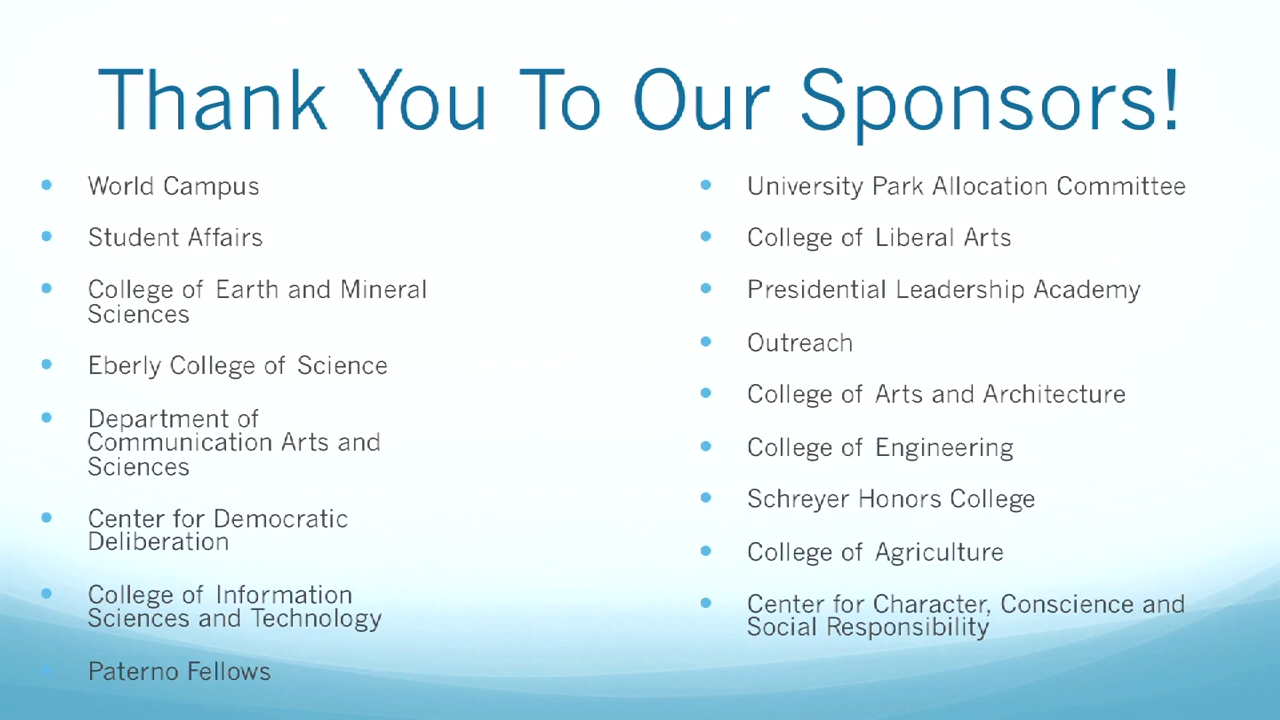 Thank You To Our Sponsors!
World Campus
Student Affairs
College of Earth and Mineral
Sciences
Eberly College of Science
Department of
Communication Arts and
Sciences
Center for Democratic
Deliberation
College of Information
Sciences and Technology
Paterno Fellows
University Park Allocation Committee
College of Liberal Arts
Presidential Leadership Academy
Outreach
College of Arts and Architecture
College of Engineering
Schreyer Honors College
College of Agriculture
Center for Character, Conscience and
Social Responsibility